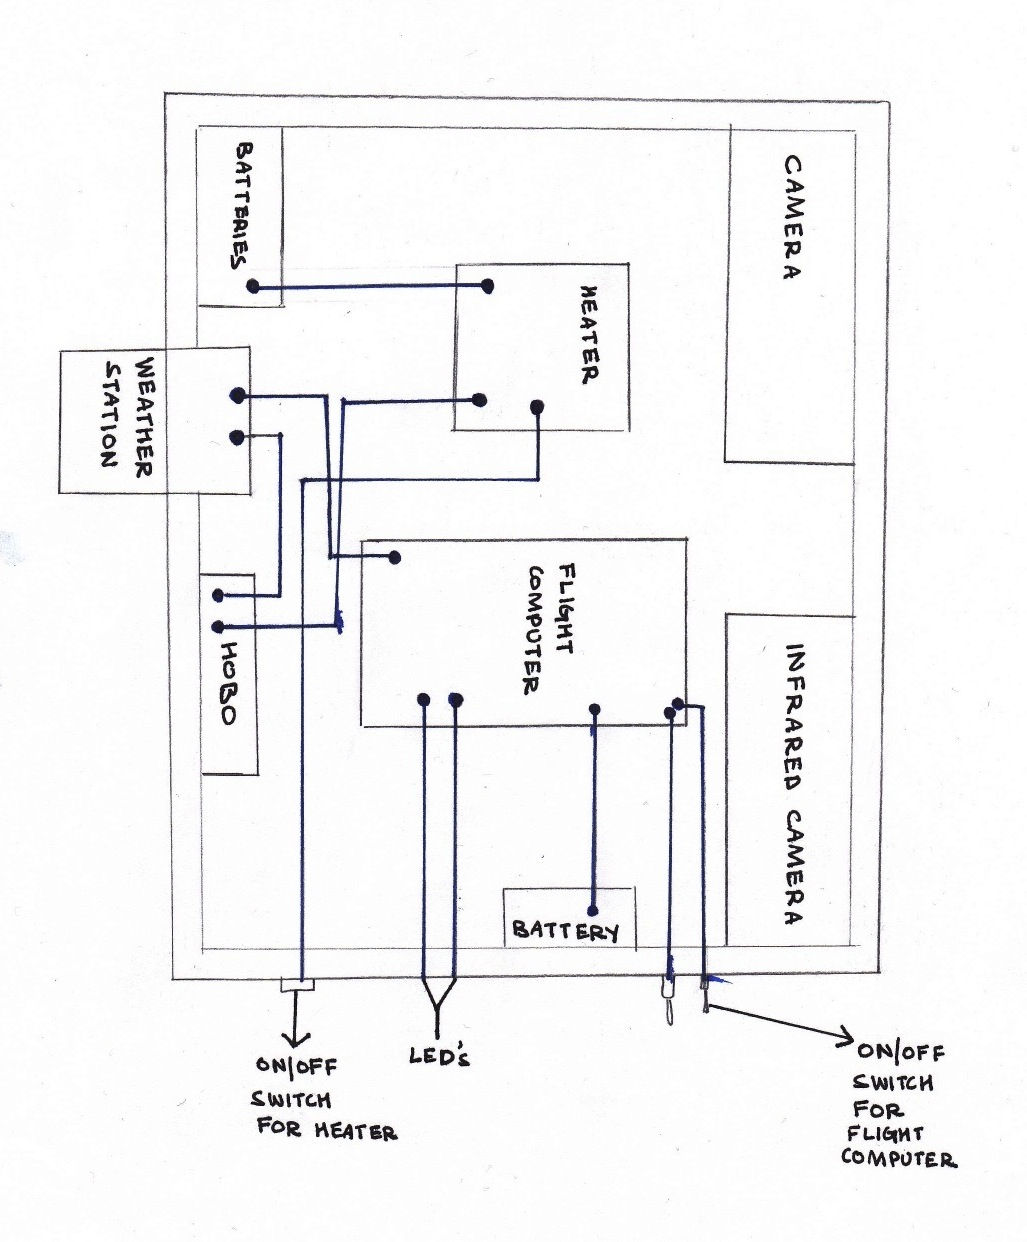 BATTERIES
CAMERA
HEATER
WEATHER
STATION
FLIGHT
COMPUTER
HOBO
INFRARED CAMERA
BATTERY
ON/OFF
SWITCH
FOR HEATER
LED's
ON/OFF
SWITCH
FOR
FLIGHT
COMPUTER